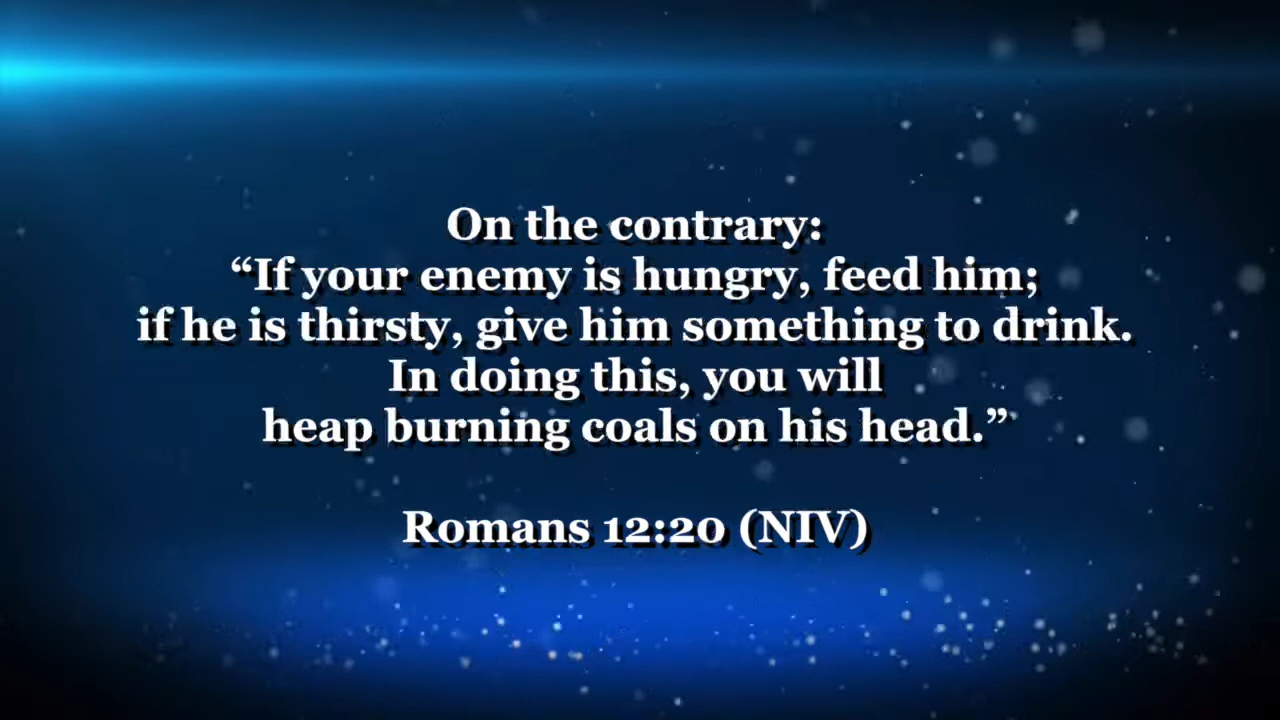 On the contrary:
“If your enemy is hungry, feed him;
if he is thirsty, give him something to drink.
In doing this, you will
heap burning coals on his head.”
Romans 12:20 (NIV)